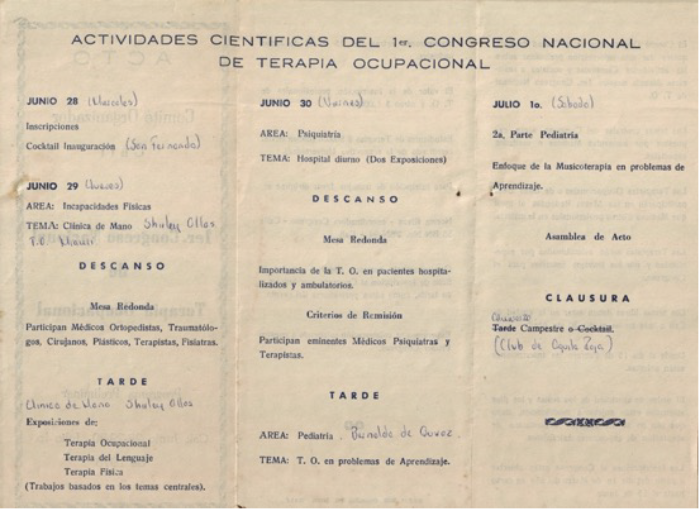 ACTIVIDADES CIENTIFICAS DEL 1er. CONGRESO NACIONAL
DE TERAPIA OCUPACIONAL
JUNIO 28 (Miercoles)
Inscripciones
Cocktail Inauguración (San Fernando)
JUNIO 29 (Jueves)
AREA: Incapacidades Físicas
TEMA: Clínica de Mano Shirley Ollos
T.O.
DESCANSO
Mesa Redonda
Participan Médicos Ortopedistas, Traumatólo-
gos, Cirujanos, Plásticos, Terapistas, Fisiatras.
TARDE
Clinica de Mano Shirley Ollos
Exposiciones de:
Terapia Ocupacional
Terapia del Lenguaje
Terapia Física
(Trabajos basados en los temas centrales).
JUNIO 30 (Viernes)
AREA: Psiquiatría
TEMA: Hospital diurno (Dos Exposiciones)
DESCANSO
Mesa Redonda
Importancia de la T. O. en pacientes hospita-
lizados y ambulatorios.
Criterios de Remisión
Participan eminentes Médicos Psiquiatras y
Terapistas.
TARDE
AREA: Pediatría
TEMA: T. O. en problemas de Aprendizaje.
JULIO 1o. (Sabado)
2a. Parte Pediatría
Enfoque de la Musicoterapia en problemas de
Aprendizaje.
Asamblea de Acto
CLAUSURA
Tarde Campestre o Cocktail.
(Club de